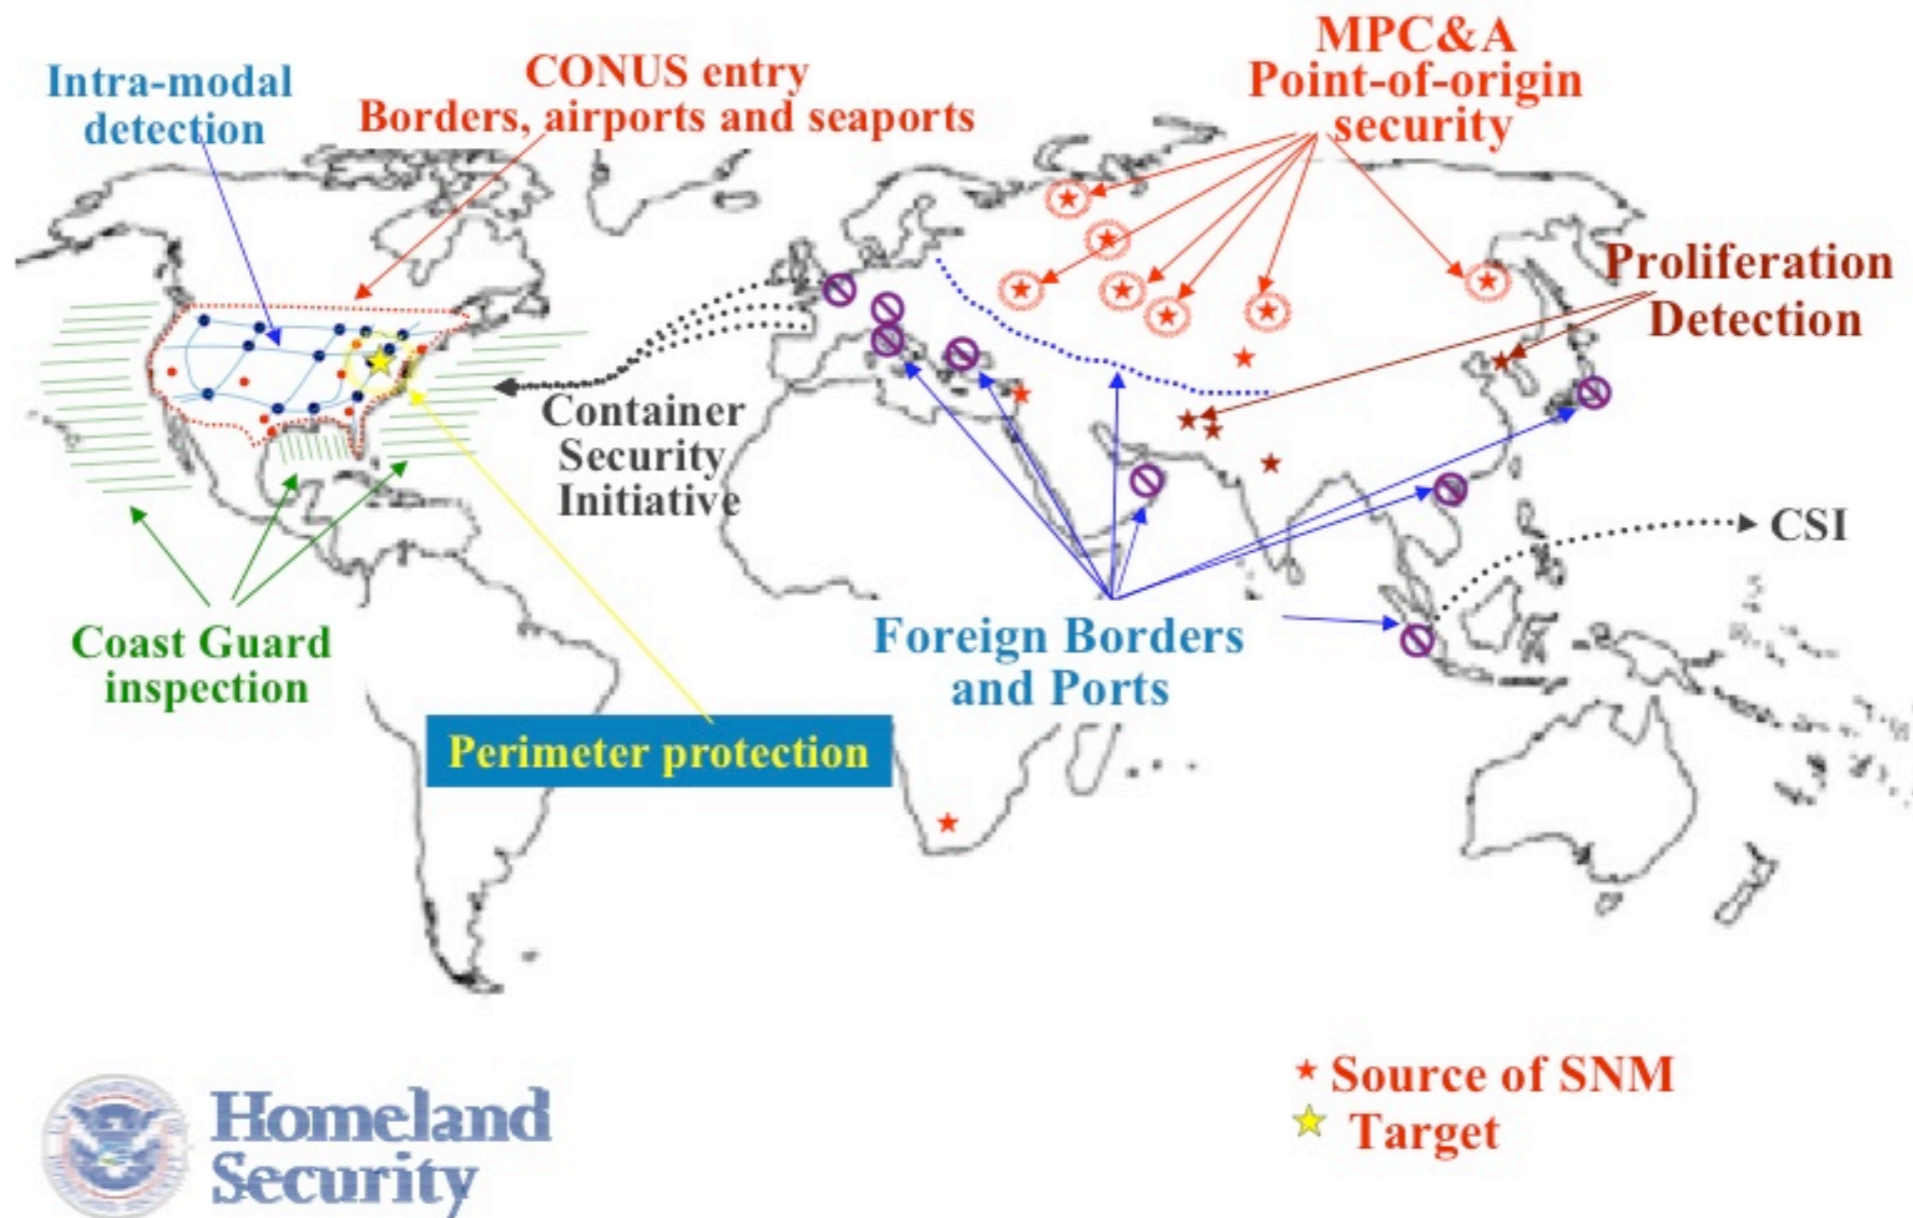 MPC&A
Point-of-origin
security
CONUS entry
Borders, airports and seaports
Intra-modal
detection
Proliferation
Detection
Container
Security
Initiative
CSI
Coast Guard
inspection
Foreign Borders
and Ports
Perimeter protection
Source of SNM
Target
Homeland
Security